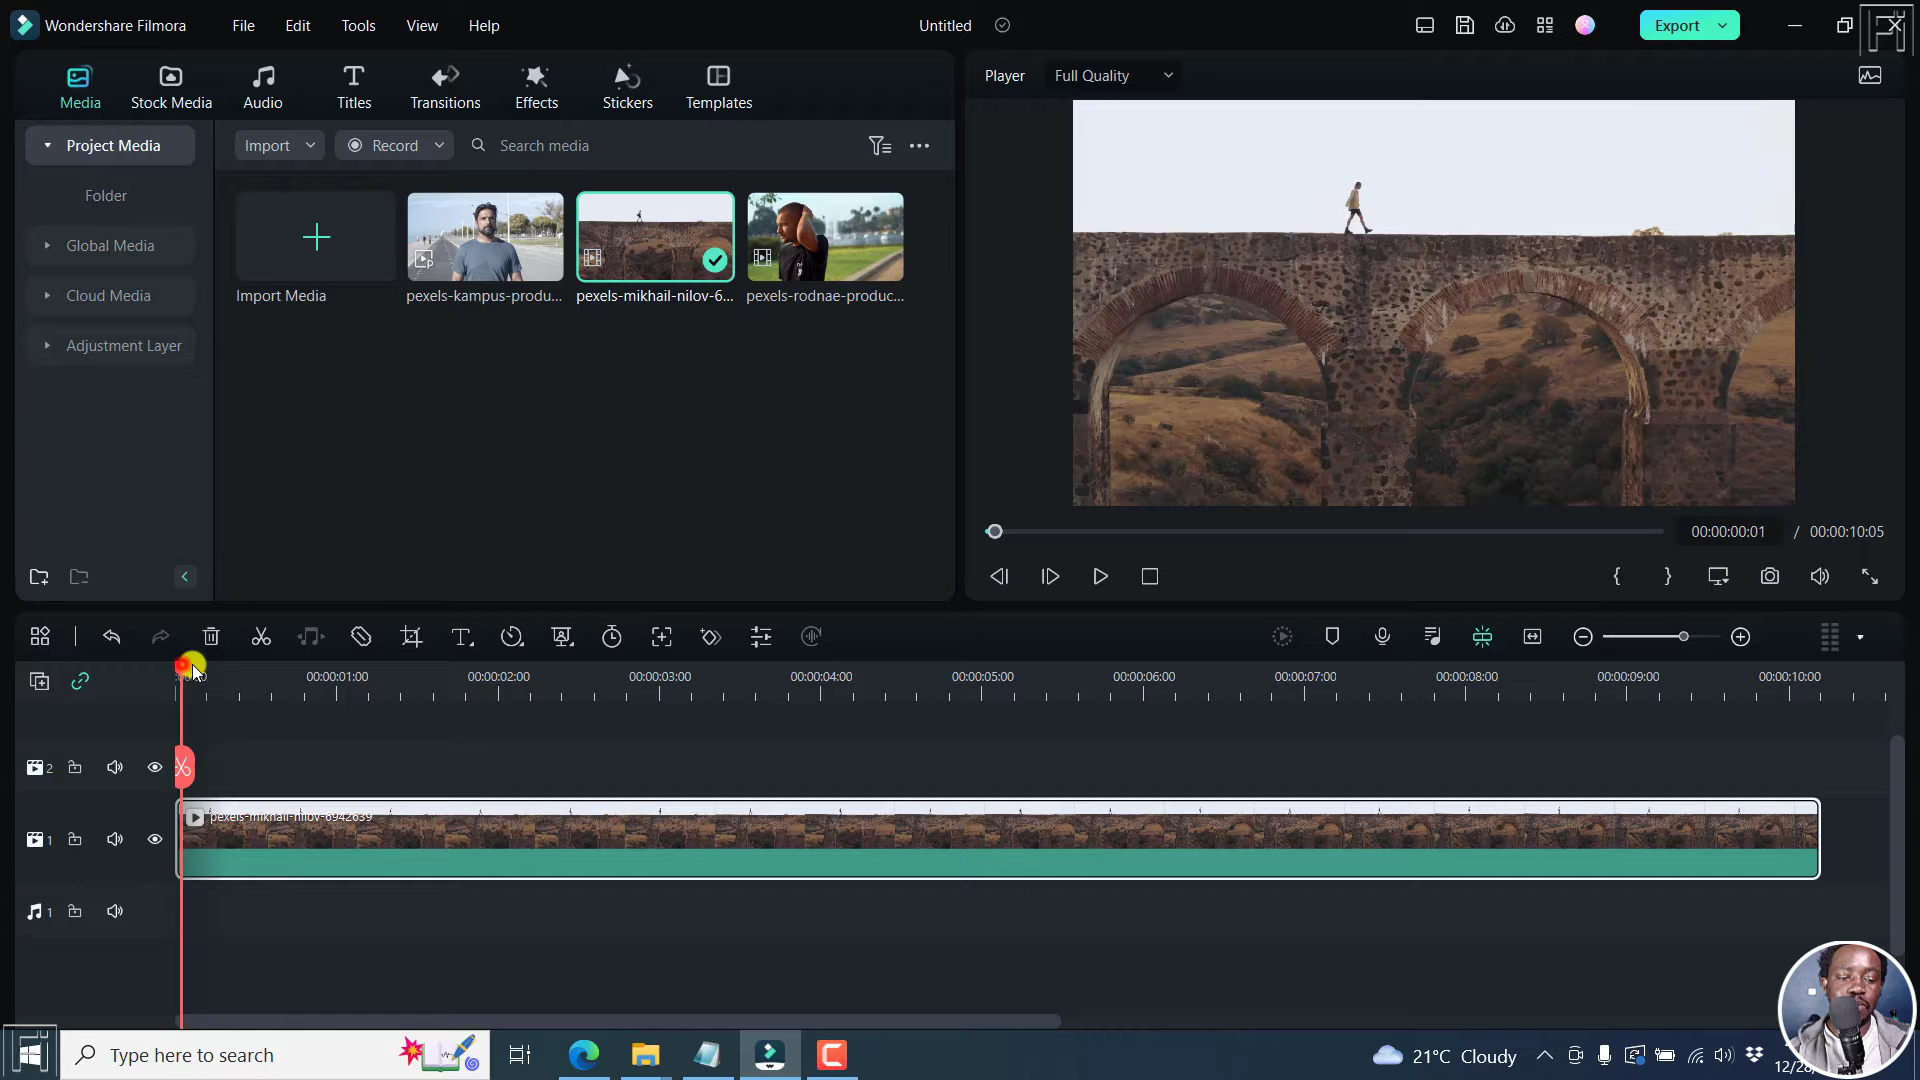 Wondershare Filmora
File
Edit
Tools
View
Help
Untitled
Export
Media
Stock Media
Audio
Titles
Transitions
Effects
Stickers
Templates
Player
Full Quality
Project Media
Import
Record
Search media
Folder
Global Media
Cloud Media
Adjustment Layer
Import Media
pexels-kampus-produ...
pexels-mikhail-nilov-6...
pexels-rodnae-produc...
00:00:00:01
/ 00:00:10:05
00:00:01:00
00:00:02:00
00:00:03:00
00:00:04:00
00:00:05:00
00:00:06:00
00:00:07:00
00:00:08:00
00:00:09:00
00:00:10:00
2
pexels-mikhail-nilov-6942639
1
1
Type here to search
21°C Cloudy